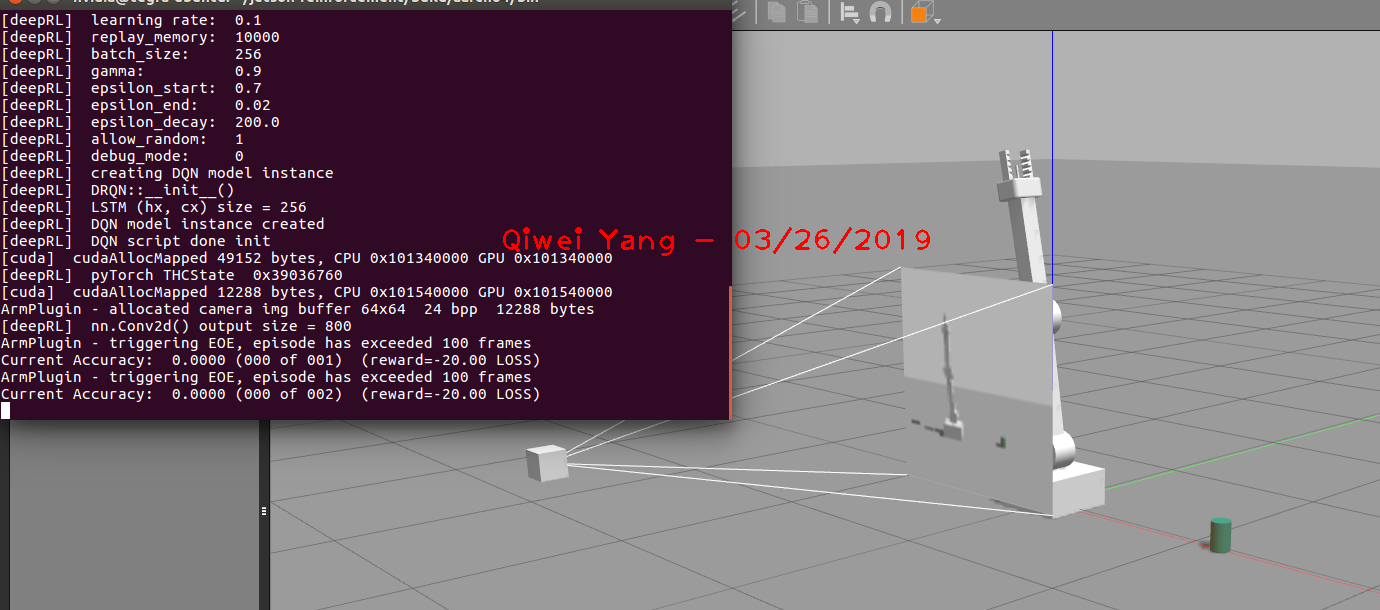 [deepRL]  learning rate:  0.1
[deepRL]  replay_memory:  10000
[deepRL]  batch_size:     256
[deepRL]  gamma:          0.9
[deepRL]  epsilon_start:  0.7
[deepRL]  epsilon_end:    0.02
[deepRL]  epsilon_decay:  200.0
[deepRL]  allow_random:   1
[deepRL]  debug_mode:     0
[deepRL]  creating DQN model instance
[deepRL]  DRQN::__init__()
[deepRL]  LSTM (hx, cx) size = 256
[deepRL]  DQN model instance created
[deepRL]  DQN script done init
Qiwei Yang - 03/26/2019
[cuda]  cudaAllocMapped 49152 bytes, CPU 0x101340000 GPU 0x101340000
[deepRL]  pyTorch THCState  0x39036760
[cuda]  cudaAllocMapped 12288 bytes, CPU 0x101540000 GPU 0x101540000
ArmPlugin - allocated camera img buffer 64x64  24 bpp  12288 bytes
[deepRL]  nn.Conv2d() output size = 800
ArmPlugin - triggering EOE, episode has exceeded 100 frames
Current Accuracy:  0.0000 (000 of 001)  (reward=-20.00 LOSS)
ArmPlugin - triggering EOE, episode has exceeded 100 frames
Current Accuracy:  0.0000 (000 of 002)  (reward=-20.00 LOSS)